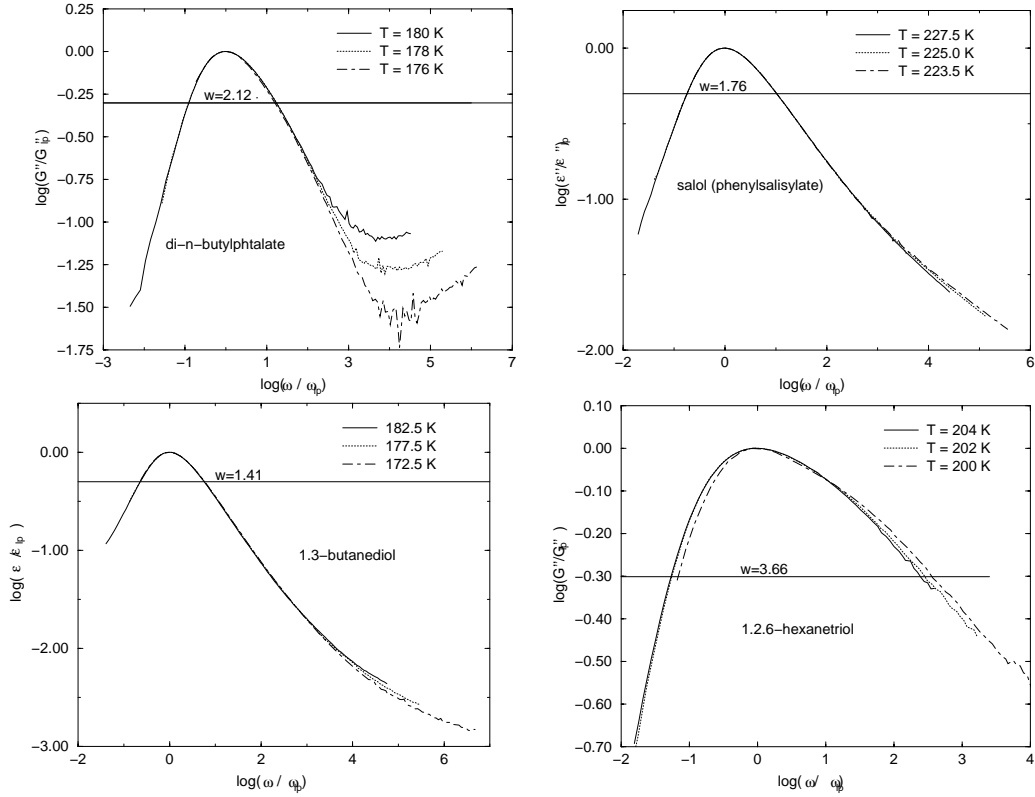 0.25
0.00
−0.25
−0.50
−0.75
−1.00
−1.25
−1.50
−1.75
log(G''/G''lp)
T = 180 K
T = 178 K
T = 176 K
w=2.12
di−n−butylphtalate
−3
−1
1
3
5
7
log(ω / ωlp)
0.00
−1.00
−2.00
log(ε''/ε'')lp
T = 227.5 K
T = 225.0 K
T = 223.5 K
w=1.76
salol (phenylsalisylate)
−2
0
2
4
6
log(ω / ωlp)
0.00
−1.00
−2.00
−3.00
log( ε /ε lp )
182.5 K
177.5 K
172.5 K
w=1.41
1.3−butanediol
−2
0
2
4
6
log( ω / ωlp)
0.10
0.00
−0.10
−0.20
−0.30
−0.40
−0.50
−0.60
−0.70
log(G''/G''lp)
T = 204 K
T = 202 K
T = 200 K
w=3.66
1.2.6−hexanetriol
−2
−1
0
1
2
3
4
log(ω/ ωlp)